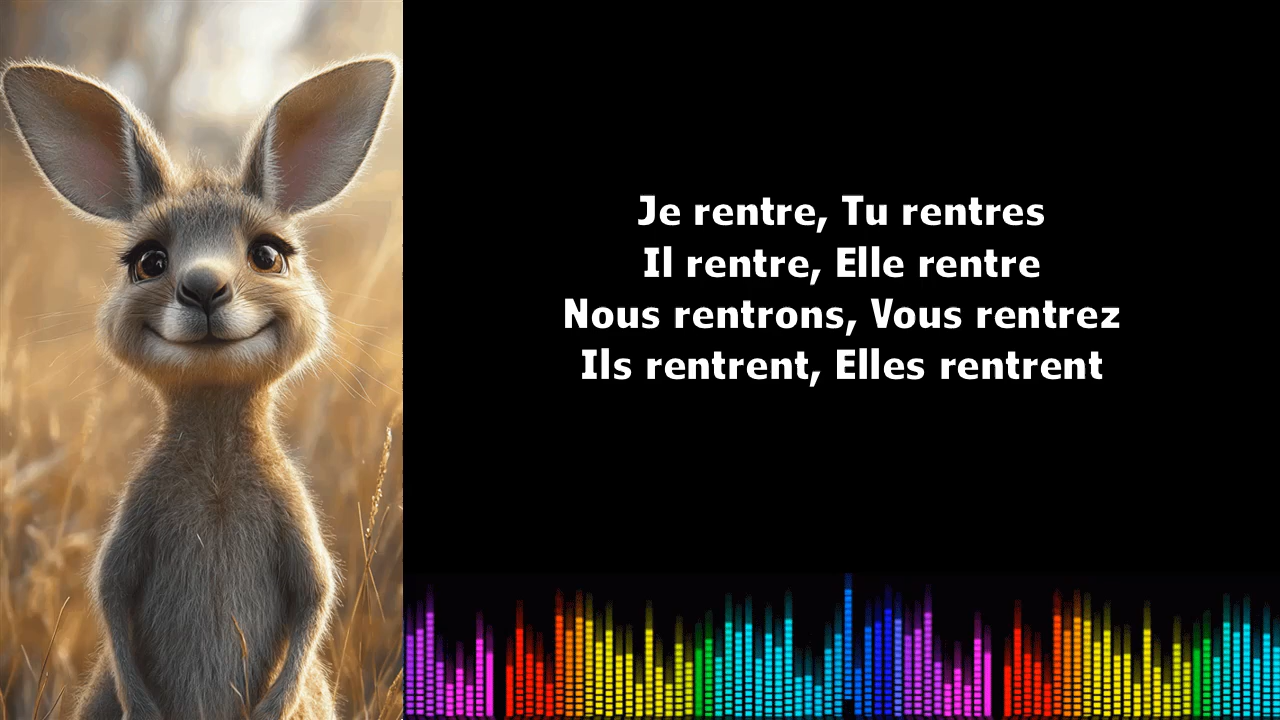 Je rentre, Tu rentres
Il rentre, Elle rentre
Nous rentrons, Vous rentrez
Ils rentrent, Elles rentrent